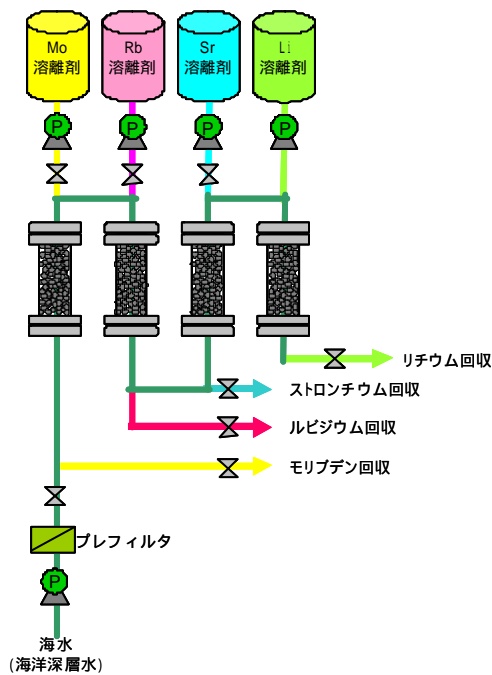 Mo
溶離剤
Rb
溶離剤
Sr
溶離剤
Li
溶離剤
P
P
P
P
リチウム回収
ストロンチウム回収
ルビジウム回収
モリブデン回収
プレフィルタ
P
海水
(海洋深層水)